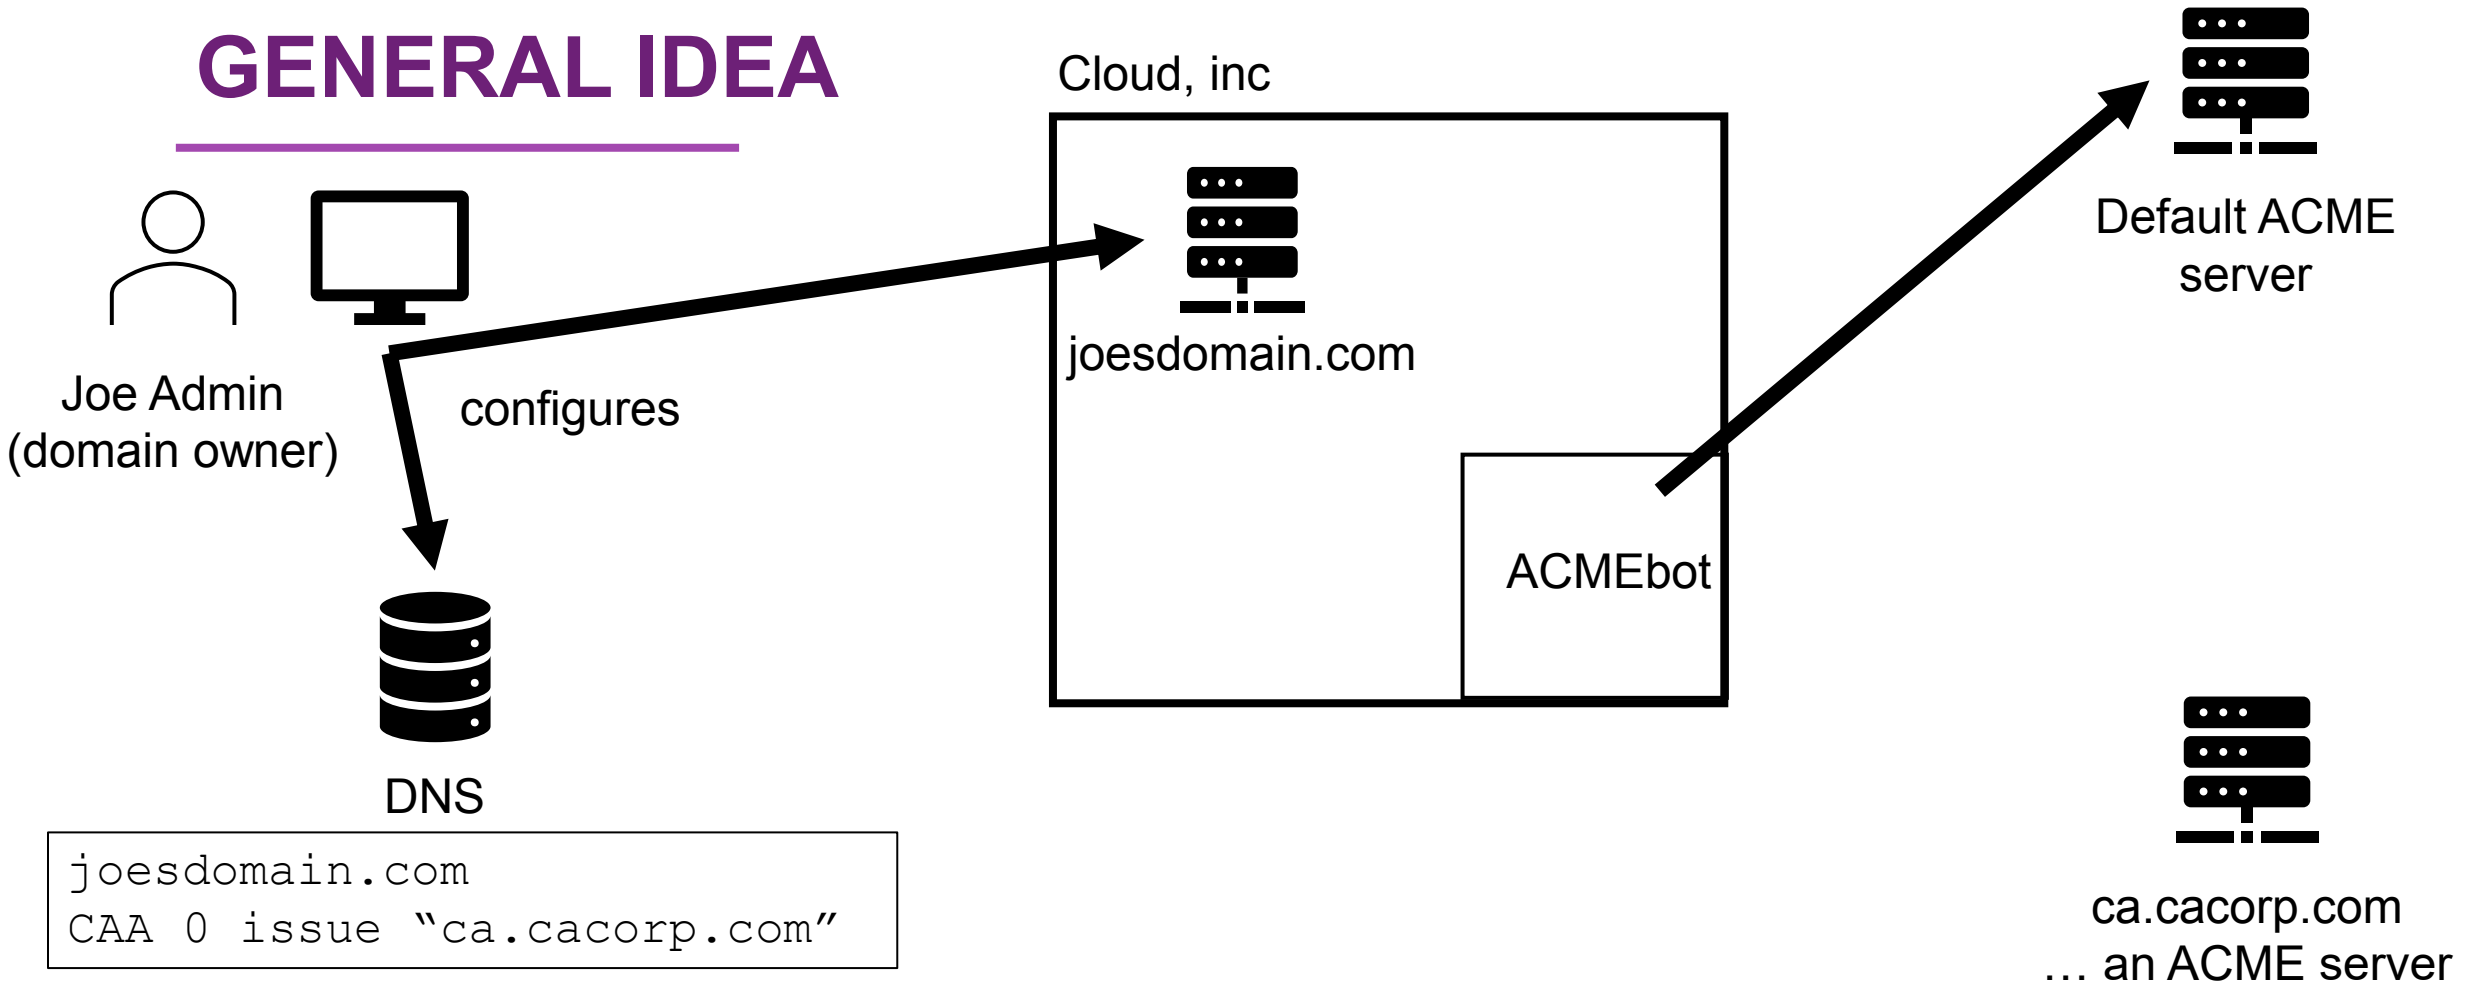 GENERAL IDEA
Cloud, inc
Default ACME
server
joesdomain.com
Joe Admin
(domain owner)
configures
ACMEbot
DNS
joesdomain.com
CAA 0 issue “ca.cacorp.com”
ca.cacorp.com
… an ACME server